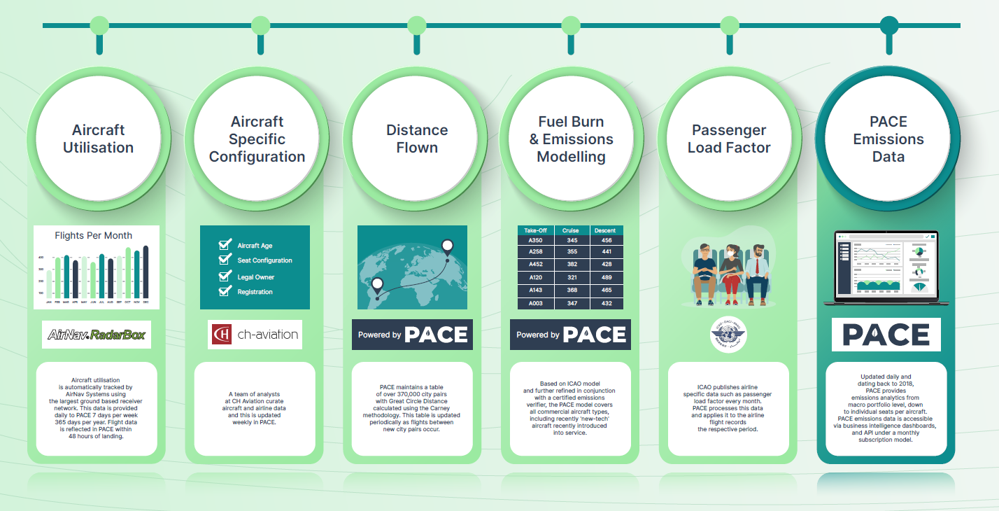 Aircraft
Utilisation
Flights Per Month
400
300
200
100
JAN FEB MAR APR MAY JUN JUL AUG SEP OCT NOV DEC
AirNav.RadarBox
Aircraft utilisation
is automatically tracked by
AirNav Systems using
the largest ground based receiver
network. This data is provided
daily to PACE 7 days per week
365 days per year. Flight data
is reflected in PACE within
48 hours of landing.
Aircraft
Specific
Configuration
Aircraft Age
Seat Configuration
Legal Owner
Registration
CH
ch-aviation
A team of analysts
at CH Aviation curate
aircraft and airline data
and this is updated
weekly in PACE.
Distance
Flown
Powered by PACE
PACE maintains a table
of over 370,000 city pairs
with Great Circle Distance
calculated using the Carney
methodology. This table is updated
periodically as flights between
new city pairs occur.
Fuel Burn
& Emissions
Modelling
Take-Off Cruise Descent
A350 345 456
A258 355 441
A452 382 428
A120 321 489
A143 368 465
A003 347 432
Powered by PACE
Based on ICAO model
and further refined in conjunction
with a certified emissions
verifier, the PACE model covers
all commercial aircraft types,
including recently 'new-tech'
aircraft recently introduced
into service.
Passenger
Load Factor
ICAO · OACI · ИКАО
ICAO publishes airline
specific data such as passenger
load factor every month.
PACE processes this data
and applies it to the airline
flight records
the respective period.
PACE
Emissions
Data
PACE
Updated daily and
dating back to 2018,
PACE provides
emissions analytics from
macro portfolio level, down
to individual seats per aircraft.
PACE emissions data is accessible
via business intelligence dashboards,
and API under a monthly
subscription model.